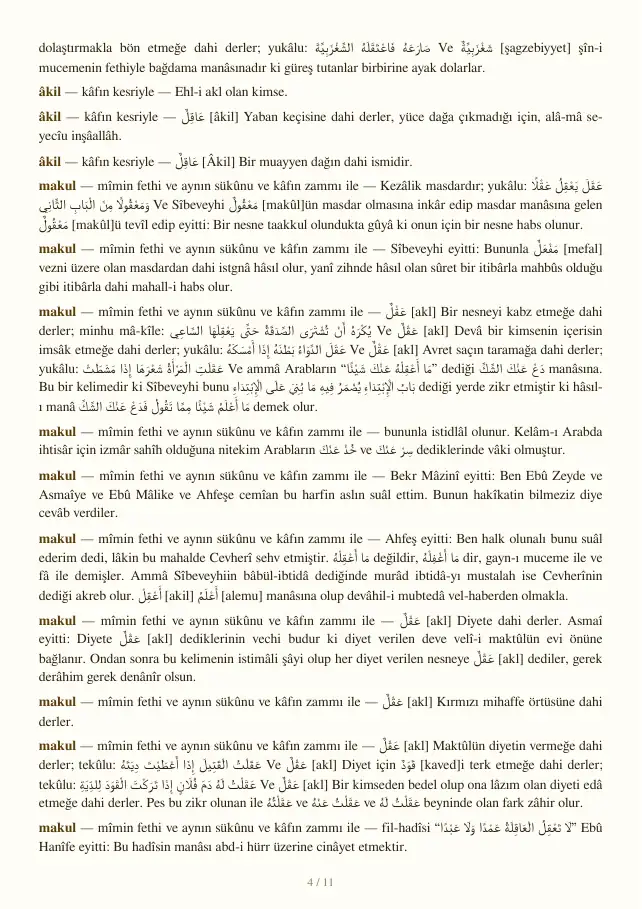 dolaştırmakla bön etmeğe dahi derler; yukâlu: صَارَعَهُ فَاعْتَقَلَهُ الشَّغْزَبِيَّةَ Ve شَغْزَبِيَّةٌ [şagzebiyyet] şîn-i
mucemenin fethiyle bağdama manâsınadır ki güreş tutanlar birbirine ayak dolarlar.
âkil — kâfın kesriyle — Ehl-i akl olan kimse.
âkil — kâfın kesriyle — عَاقِلٌ [âkil] Yaban keçisine dahi derler, yüce dağa çıkmadığı için, alâ-mâ se-
yecîu inşâallâh.
âkil — kâfın kesriyle — عَاقِلٌ [Âkil] Bir muayyen dağın dahi ismidir.
makul — mîmin fethi ve aynın sükûnu ve kâfın zammı ile — Kezâlik masdardır; yukâlu: عَقَلَ يَعْقِلُ عَقْلًا
وَمَعْقُولًا مِنَ الْبَابِ الثَّانِي Ve Sîbeveyhi مَعْقُولٌ [makûl]ün masdar olmasına inkâr edip masdar manâsına gelen
مَعْقُولٌ [makûl]ü tevîl edip eyitti: Bir nesne taakkul olundukta gûyâ ki onun için bir nesne habs olunur.
makul — mîmin fethi ve aynın sükûnu ve kâfın zammı ile — Sîbeveyhi eyitti: Bununla مَفْعَلٌ [mefal]
vezni üzere olan masdardan dahi istgnâ hâsıl olur, yanî zihnde hâsıl olan sûret bir itibârla mahbûs olduğu
gibi itibârla dahi mahall-i habs olur.
makul — mîmin fethi ve aynın sükûnu ve kâfın zammı ile — عَقْلٌ [akl] Bir nesneyi kabz etmeğe dahi
derler; minhu mâ-kîle: يُكْرَهُ أَنْ تُشْتَرَى الصَّدَقَةُ حَتَّى يَعْقِلَهَا السَّاعِي Ve عَقْلٌ [akl] Devâ bir kimsenin içerisin
imsâk etmeğe dahi derler; yukâlu: عَقَلَ الدَّوَاءُ بَطْنَهُ إِذَا أَمْسَكَهُ Ve عَقْلٌ [akl] Avret saçın taramağa dahi derler;
yukâlu: عَقَلَتِ الْمَرْأَةُ شَعْرَهَا إِذَا مَشَطَتْ Ve ammâ Arabların “مَا أَعْقِلُهُ عَنْكَ شَيْئًا” dediği دَعْ عَنْكَ الشَّكَّ manâsına.
Bu bir kelimedir ki Sîbeveyhi bunu بَابُ الْاِبْتِدَاءِ يُضْمَرُ فِيهِ مَا بُنِيَ عَلَى الْاِبْتِدَاءِ dediği yerde zikr etmiştir ki hâsıl-
ı manâ مَا أَعْلَمُ شَيْئًا مِمَّا تَقُولُ فَدَعْ عَنْكَ الشَّكَّ demek olur.
makul — mîmin fethi ve aynın sükûnu ve kâfın zammı ile — bununla istidlâl olunur. Kelâm-ı Arabda
ihtisâr için izmâr sahîh olduğuna nitekim Arabların خُذْ عَنْكَ ve سِرْ عَنْكَ dediklerinde vâki olmuştur.
makul — mîmin fethi ve aynın sükûnu ve kâfın zammı ile — Bekr Mâzinî eyitti: Ben Ebû Zeyde ve
Asmaîye ve Ebû Mâlike ve Ahfeşe cemîan bu harfin aslın suâl ettim. Bunun hakîkatin bilmeziz diye
cevâb verdiler.
makul — mîmin fethi ve aynın sükûnu ve kâfın zammı ile — Ahfeş eyitti: Ben halk olunalı bunu suâl
ederim dedi, lâkin bu mahalde Cevherî sehv etmiştir. مَا أَعْقِلُهُ değildir, مَا أَغْفِلُهُ dir, gayn-ı muceme ile ve
fâ ile demişler. Ammâ Sîbeveyhiin bâbül-ibtidâ dediğinde murâd ibtidâ-yı mustalah ise Cevherînin
dediği akreb olur. أَعْقِلُ [akil] أَعْلَمُ [alemu] manâsına olup devâhil-i mubtedâ vel-haberden olmakla.
makul — mîmin fethi ve aynın sükûnu ve kâfın zammı ile — عَقْلٌ [akl] Diyete dahi derler. Asmaî
eyitti: Diyete عَقْلٌ [akl] dediklerinin vechi budur ki diyet verilen deve velî-i maktûlün evi önüne
bağlanır. Ondan sonra bu kelimenin istimâli şâyi olup her diyet verilen nesneye عَقْلٌ [akl] dediler, gerek
derâhim gerek denânîr olsun.
makul — mîmin fethi ve aynın sükûnu ve kâfın zammı ile — عَقْلٌ [akl] Kırmızı mihaffe örtüsüne dahi
derler.
makul — mîmin fethi ve aynın sükûnu ve kâfın zammı ile — عَقْلٌ [akl] Maktûlün diyetin vermeğe dahi
derler; tekûlu: عَقَلْتُ الْقَتِيلَ إِذَا أَعْطَيْتَ دِيَتَهُ Ve عَقْلٌ [akl] Diyet için قَوَدٌ [kaved]i terk etmeğe dahi derler;
tekûlu: عَقَلْتُ لَهُ دَمَ فُلَانٍ إِذَا تَرَكْتَ الْقَوَدَ لِلدِّيَةِ Ve عَقْلٌ [akl] Bir kimseden bedel olup ona lâzım olan diyeti edâ
etmeğe dahi derler. Pes bu zikr olunan ile عَقَلْتُهُ ve عَقَلْتُ عَنْهُ ve عَقَلْتُ لَهُ beyninde olan fark zâhir olur.
makul — mîmin fethi ve aynın sükûnu ve kâfın zammı ile — fil-hadîsi “لَا تَعْقِلُ الْعَاقِلَةُ عَمْدًا وَلَا عَبْدًا” Ebû
Hanîfe eyitti: Bu hadîsin manâsı abd-i hürr üzerine cinâyet etmektir.
4 / 11